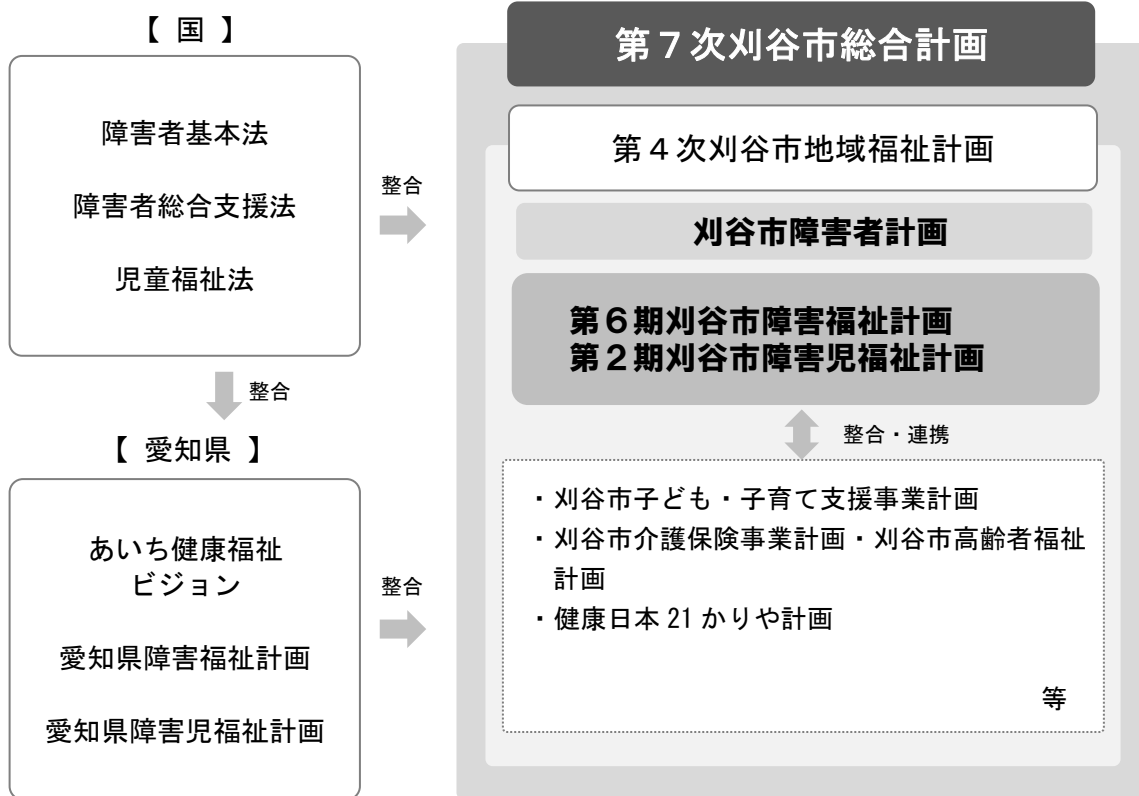 【 国 】
障害者基本法
障害者総合支援法
児童福祉法
整合
整合
【 愛知県 】
あいち健康福祉
ビジョン
愛知県障害福祉計画
愛知県障害児福祉計画
整合
第７次刈谷市総合計画
第４次刈谷市地域福祉計画
刈谷市障害者計画
第６期刈谷市障害福祉計画
第２期刈谷市障害児福祉計画
整合・連携
・刈谷市子ども・子育て支援事業計画
・刈谷市介護保険事業計画・刈谷市高齢者福祉
計画
・健康日本 21 かりや計画
等